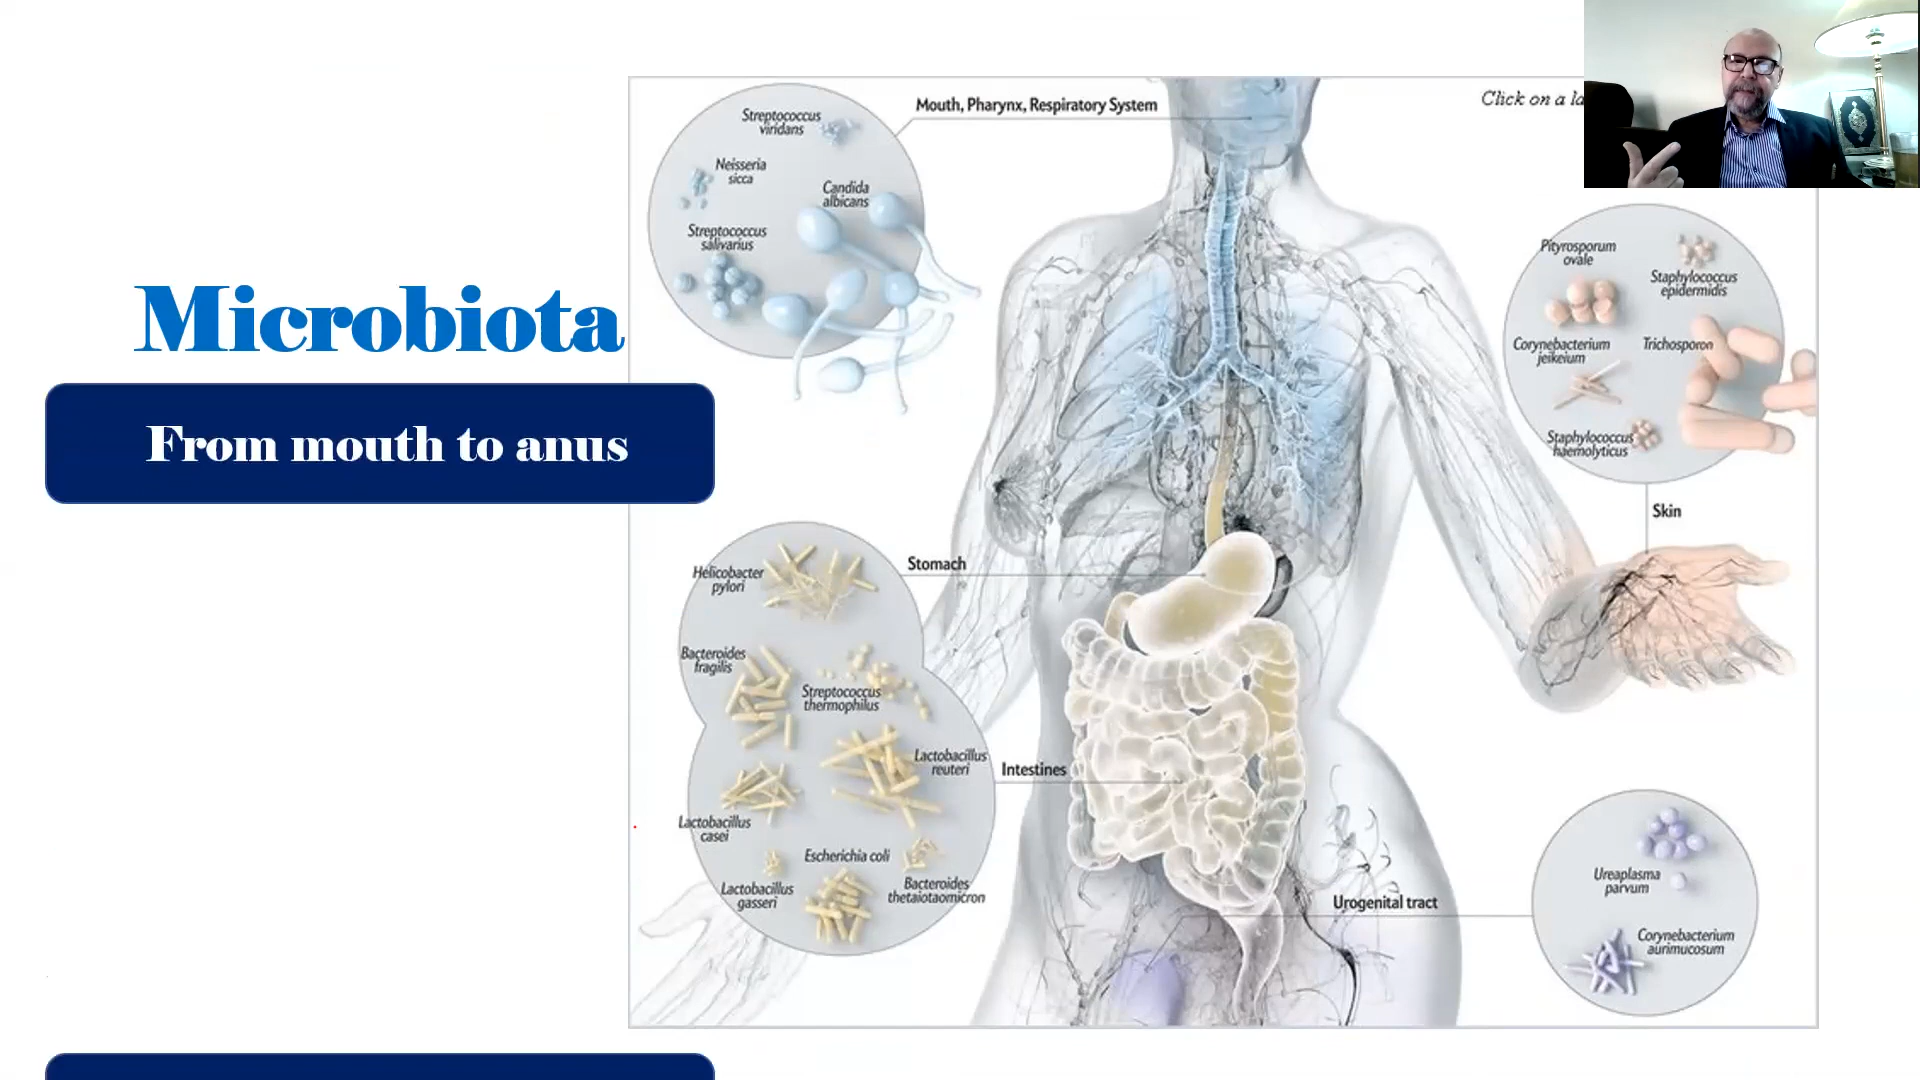 Microbiota
From mouth to anus
Mouth, Pharynx, Respiratory System
Streptococcus
viridans
Neisseria
sicca
Candida
albicans
Streptococcus
salivarius
Click on a la
Pityrosporum
ovale
Staphylococcus
epidermidis
Corynebacterium
jeikeium
Trichosporon
Staphylococcus
haemolyticus
Skin
Stomach
Helicobacter
pylori
Bacteroides
fragilis
Streptococcus
thermophilus
Lactobacillus
reuteri
Intestines
Lactobacillus
casei
Escherichia coli
Lactobacillus
gasseri
Bacteroides
thetaiotaomicron
Urogenital tract
Ureaplasma
parvum
Corynebacterium
aurimucosum